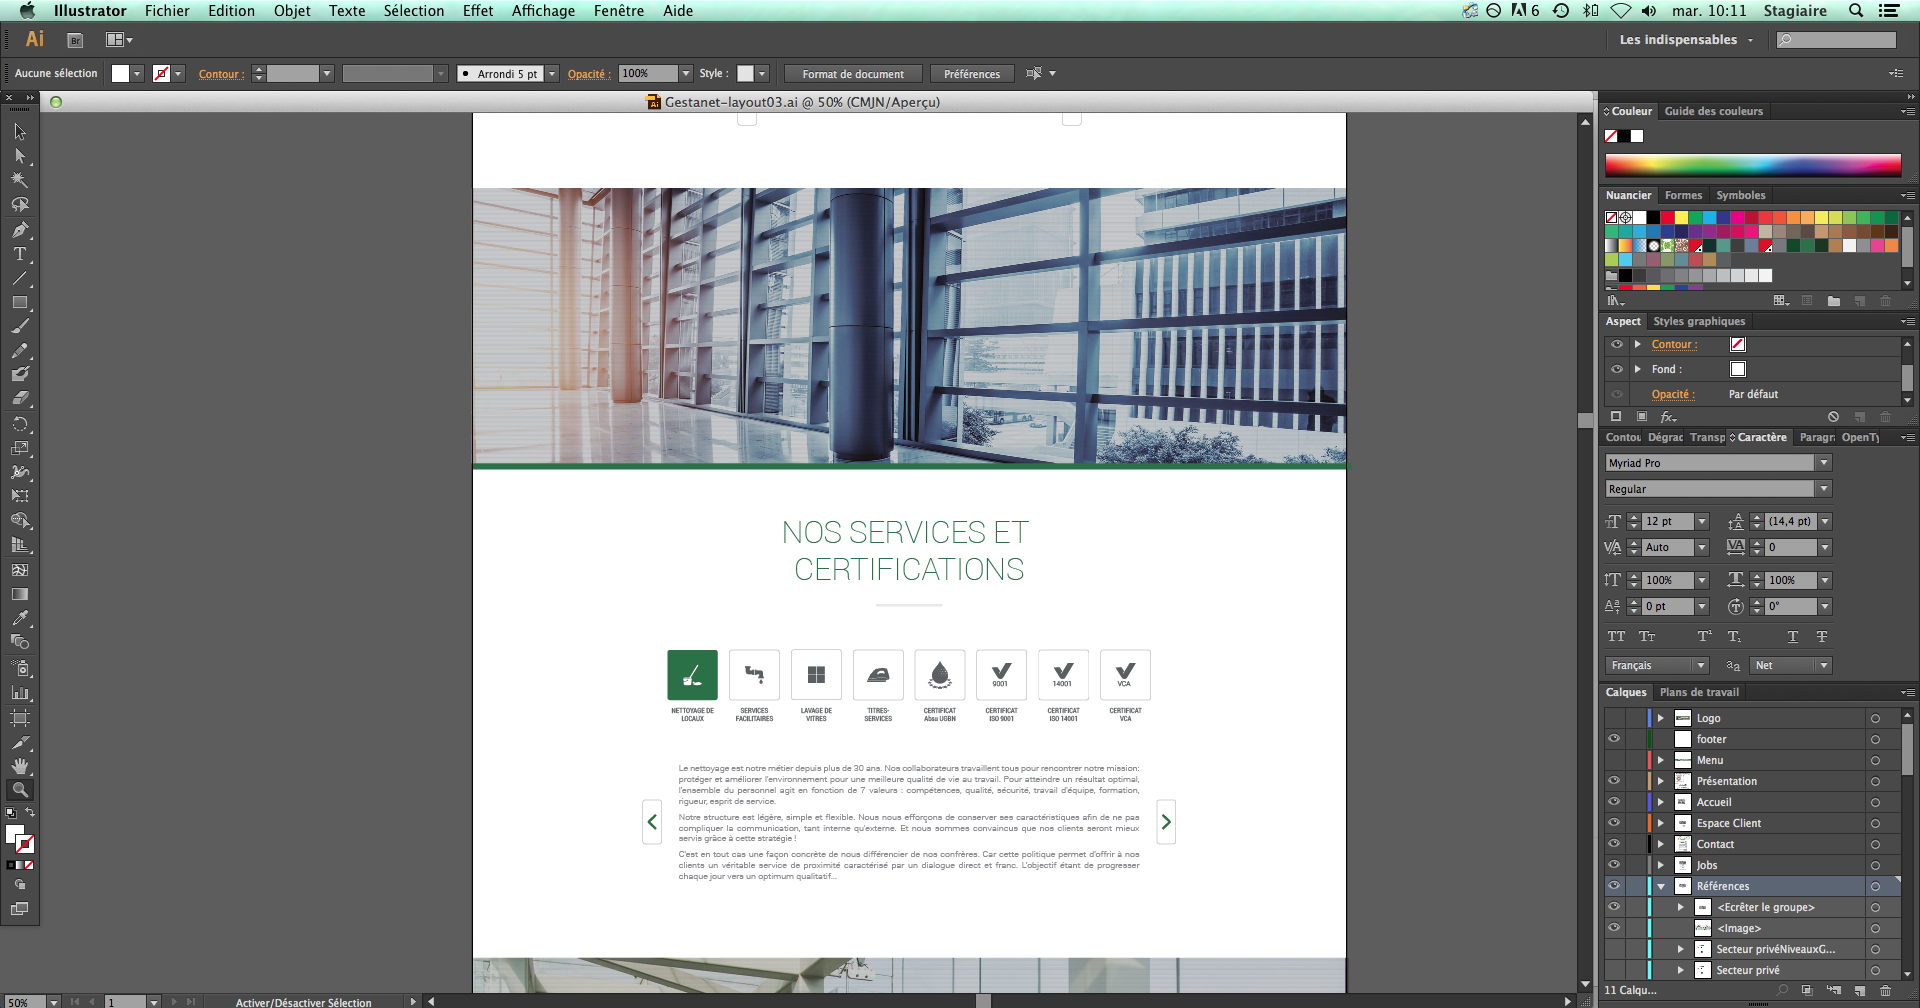 Illustrator Fichier Edition Objet Texte Sélection Effet Affichage Fenêtre Aide
6 mar. 10:11 Stagiaire
Ai Br Les indispensables
Aucune sélection Contour : Arrondi 5 pt Opacité : 100% Style : Format de document Préférences
Gestanet-layout03.ai @ 50% (CMJN/Aperçu)
NOS SERVICES ET
CERTIFICATIONS
9001 14001 VCA
NETTOYAGE DE LOCAUX
SERVICES FACILITAIRES
LAVAGE DE VITRES
TITRES-SERVICES
CERTIFICAT Absu UGBN
CERTIFICAT ISO 9001
CERTIFICAT ISO 14001
CERTIFICAT VCA
Le nettoyage est notre métier depuis plus de 30 ans. Nos collaborateurs travaillent tous pour rencontrer notre mission:
protéger et améliorer l'environnement pour une meilleure qualité de vie au travail. Pour atteindre un résultat optimal,
l'ensemble du personnel agit en fonction de 7 valeurs : compétences, qualité, sécurité, travail d'équipe, formation,
rigueur, esprit de service.
Notre structure est légère, simple et flexible. Nous nous efforçons de conserver ses caractéristiques afin de ne pas
compliquer la communication, tant interne qu'externe. Et nous sommes convaincus que nos clients seront mieux
servis grâce à cette stratégie !
C'est en tout cas une façon concrète de nous différencier de nos confrères. Car cette politique permet d'offrir à nos
clients un véritable service de proximité caractérisé par un dialogue direct et franc. L'objectif étant de progresser
chaque jour vers un optimum qualitatif...
Couleur Guide des couleurs
Nuancier Formes Symboles
Aspect Styles graphiques
Contour :
Fond :
Opacité : Par défaut
fx
Contou Dégrad Transp Caractère Paragr OpenTy
Myriad Pro
Regular
12 pt (14,4 pt)
Auto 0
100% 100%
0 pt 0°
Français Net
Calques Plans de travail
Logo
footer
Menu
Présentation
Accueil
Espace Client
Contact
Jobs
Références
<Ecrêter le groupe>
<Image>
Secteur privéNiveauxG...
Secteur privé
11 Calqu...
50% 1 Activer/Désactiver Sélection